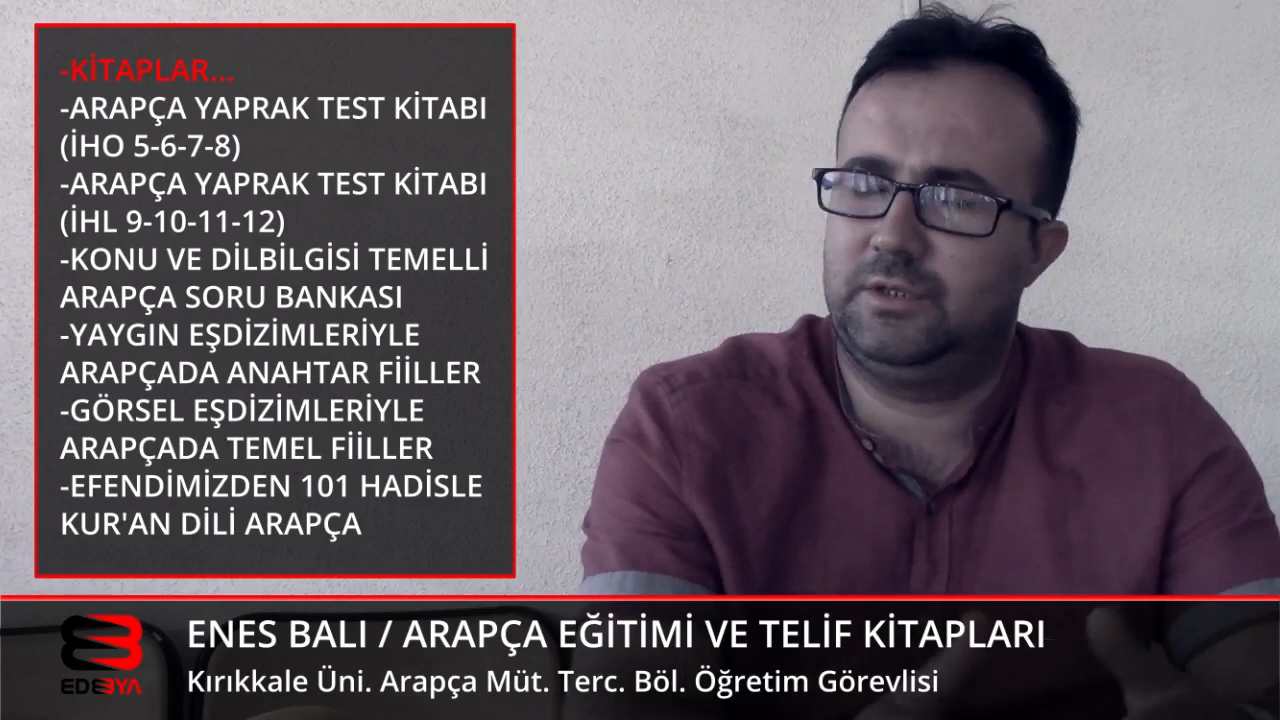 -KİTAPLAR...
-ARAPÇA YAPRAK TEST KİTABI
(İHO 5-6-7-8)
-ARAPÇA YAPRAK TEST KİTABI
(İHL 9-10-11-12)
-KONU VE DİLBİLGİSİ TEMELLİ
ARAPÇA SORU BANKASI
-YAYGIN EŞDİZİMLERİYLE
ARAPÇADA ANAHTAR FİİLLER
-GÖRSEL EŞDİZİMLERİYLE
ARAPÇADA TEMEL FİİLLER
-EFENDİMİZDEN 101 HADİSLE
KUR'AN DİLİ ARAPÇA
ENES BALI / ARAPÇA EĞİTİMİ VE TELİF KİTAPLARI
Kırıkkale Üni. Arapça Müt. Terc. Böl. Öğretim Görevlisi
EDEBYA